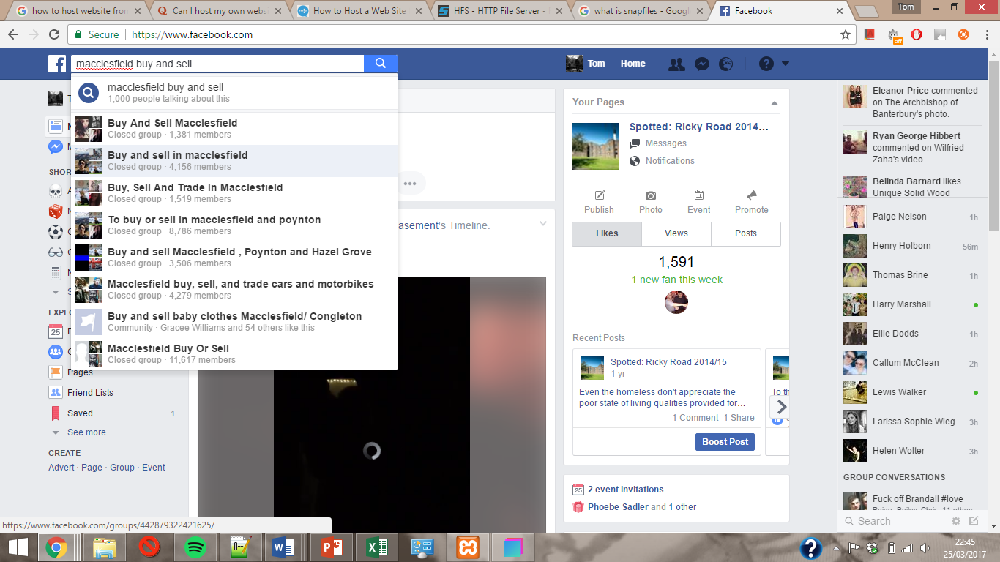 how to host website from
Can I host my own webs
How to Host a Web Site
HFS - HTTP File Server -
what is snapfiles - Goog
Facebook
Tom
Secure
https://www.facebook.com
off
macclesfield buy and sell
Tom
Home
macclesfield buy and sell
1,000 people talking about this
Buy And Sell Macclesfield
Closed group · 1,381 members
Buy and sell in macclesfield
Closed group · 4,156 members
Buy, Sell And Trade In Macclesfield
Closed group · 1,519 members
To buy or sell in macclesfield and poynton
Closed group · 8,786 members
Buy and sell Macclesfield , Poynton and Hazel Grove
Closed group · 3,506 members
Macclesfield buy, sell, and trade cars and motorbikes
Closed group · 4,279 members
Buy and sell baby clothes Macclesfield/ Congleton
Community · Gracee Williams and 54 others like this
Macclesfield Buy Or Sell
Closed group · 11,617 members
SHOR
EXPL
25
Pages
Friend Lists
Saved
1
See more...
CREATE
Advert · Page · Group · Event
asement's Timeline.
Your Pages
Spotted: Ricky Road 2014...
Messages
Notifications
Publish
Photo
Event
Promote
Likes
Views
Posts
1,591
1 new fan this week
Recent Posts
Spotted: Ricky Road 2014/15
1 yr
Even the homeless don't appreciate the
poor state of living qualities provided for...
1 Comment 1 Share
Boost Post
To th
25
2 event invitations
Phoebe Sadler and 1 other
Eleanor Price commented
on The Archbishop of
Banterbury's photo.
Ryan George Hibbert
commented on Wilfried
Zaha's video.
Belinda Barnard likes
Unique Solid Wood
Paige Nelson
1h
Henry Holborn
56m
Thomas Brine
1h
Harry Marshall
Ellie Dodds
1h
Callum McClean
2h
Lewis Walker
Larissa Sophie Wieg...
3h
Helen Wolter
3h
GROUP CONVERSATIONS
Fuck off Brandall #love
Paige, Bailey, Chris, 11 others
Search
https://www.facebook.com/groups/442879322421625/
22:45
25/03/2017